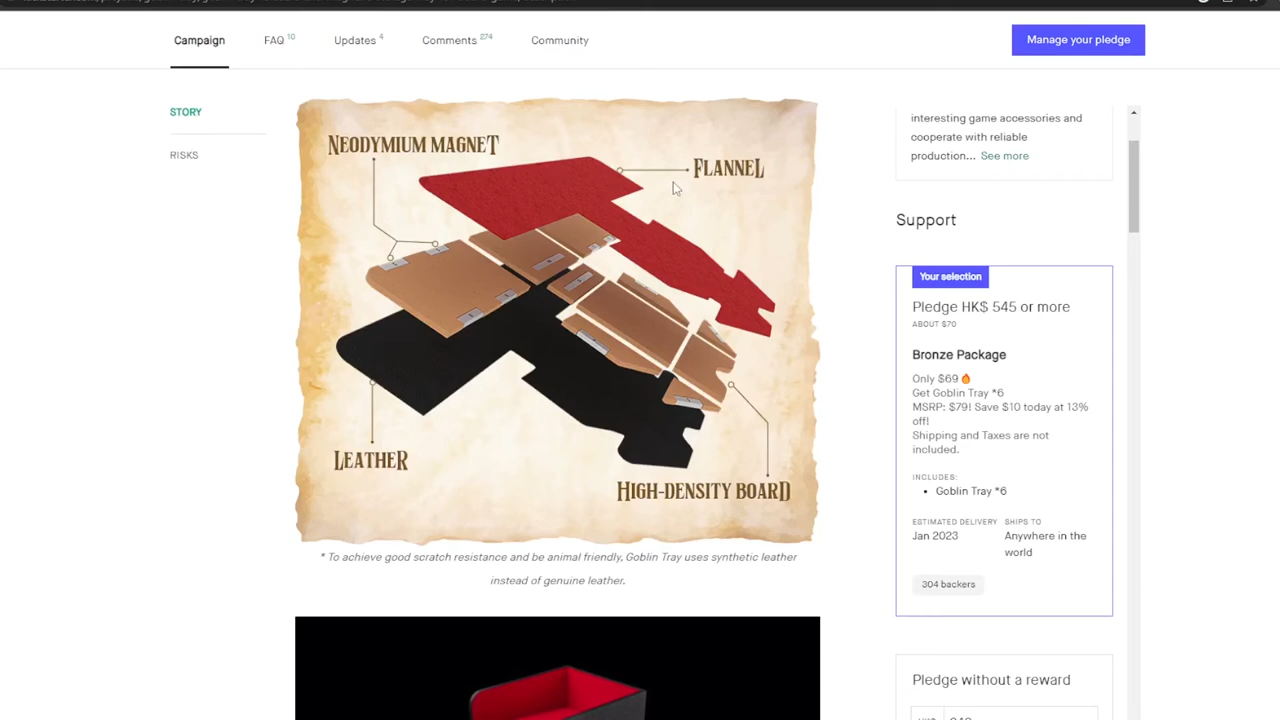 Campaign
FAQ 10
Updates 4
Comments 274
Community
Manage your pledge
STORY
RISKS
NEODYMIUM MAGNET
FLANNEL
LEATHER
HIGH-DENSITY BOARD
* To achieve good scratch resistance and be animal friendly, Goblin Tray uses synthetic leather
instead of genuine leather.
interesting game accessories and
cooperate with reliable
production... See more
Support
Your selection
Pledge HK$ 545 or more
ABOUT $70
Bronze Package
Only $69🔥
Get Goblin Tray *6
MSRP: $79! Save $10 today at 13%
off!
Shipping and Taxes are not
included.
INCLUDES:
• Goblin Tray *6
ESTIMATED DELIVERY
Jan 2023
SHIPS TO
Anywhere in the
world
304 backers
Pledge without a reward